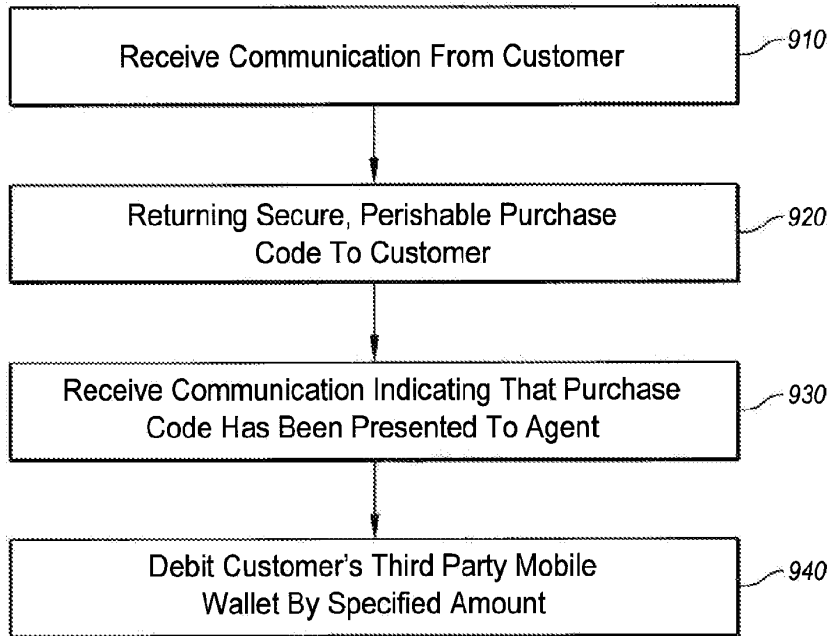 Receive Communication From Customer
910
Returning Secure, Perishable Purchase
Code To Customer
920
Receive Communication Indicating That Purchase
Code Has Been Presented To Agent
930
Debit Customer's Third Party Mobile
Wallet By Specified Amount
940